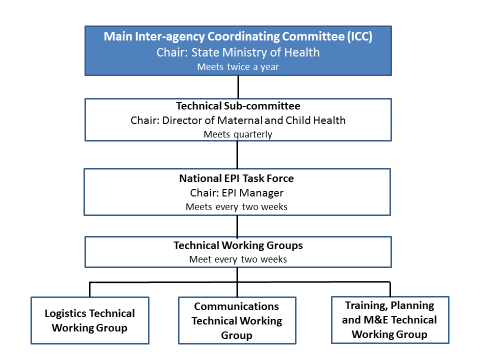 Main Inter-agency Coordinating Committee (ICC)
Chair: State Ministry of Health
Meets twice a year
Technical Sub-committee
Chair: Director of Maternal and Child Health
Meets quarterly
National EPI Task Force
Chair: EPI Manager
Meets every two weeks
Technical Working Groups
Meet every two weeks
Logistics Technical
Working Group
Communications
Technical Working
Group
Training, Planning
and M&E Technical
Working Group